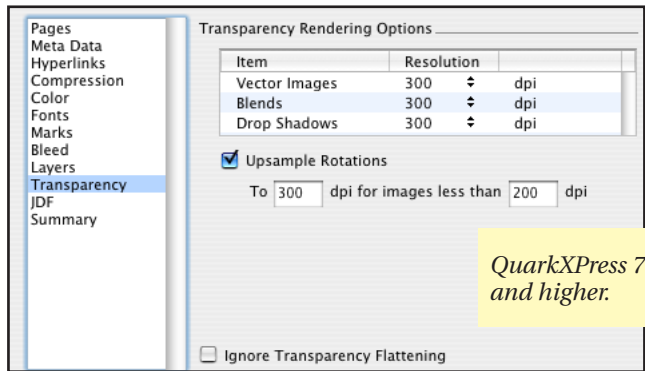 Pages
Meta Data
Hyperlinks
Compression
Color
Fonts
Marks
Bleed
Layers
Transparency
JDF
Summary
Transparency Rendering Options
Item Resolution
Vector Images 300 dpi
Blends 300 dpi
Drop Shadows 300 dpi
Upsample Rotations
To 300 dpi for images less than 200 dpi
QuarkXPress 7
and higher.
Ignore Transparency Flattening